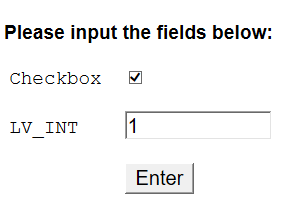 Please input the fields below:
Checkbox
LV_INT 1
Enter